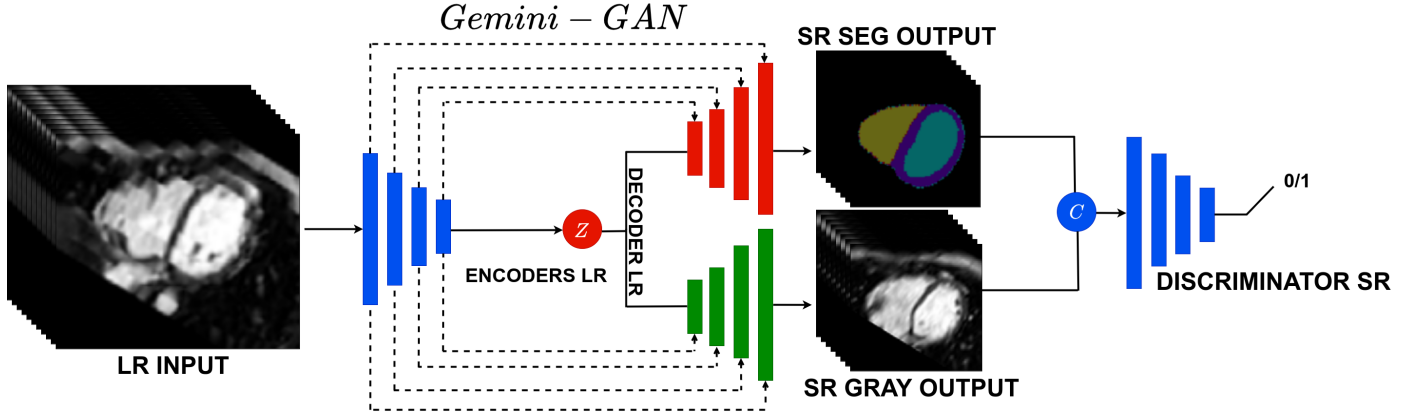 Gemini − GAN
SR SEG OUTPUT
LR INPUT
ENCODERS LR
Z
DECODER LR
C
0/1
DISCRIMINATOR SR
SR GRAY OUTPUT